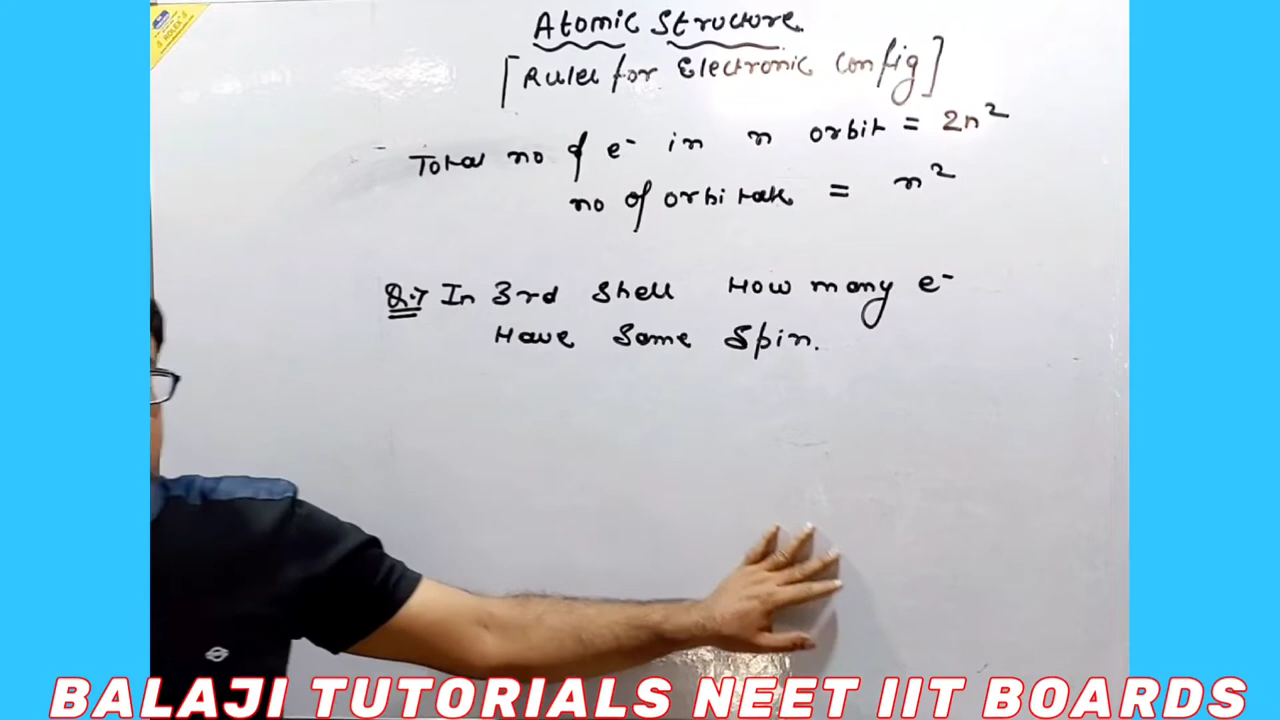 ROLEX
Atomic Structure
[Rules for Electronic config]
Total no of e⁻ in n orbit = 2n²
no of orbitals = n²
Q.7 In 3rd Shell How many e⁻
Have Same Spin.
BALAJI TUTORIALS NEET IIT BOARDS